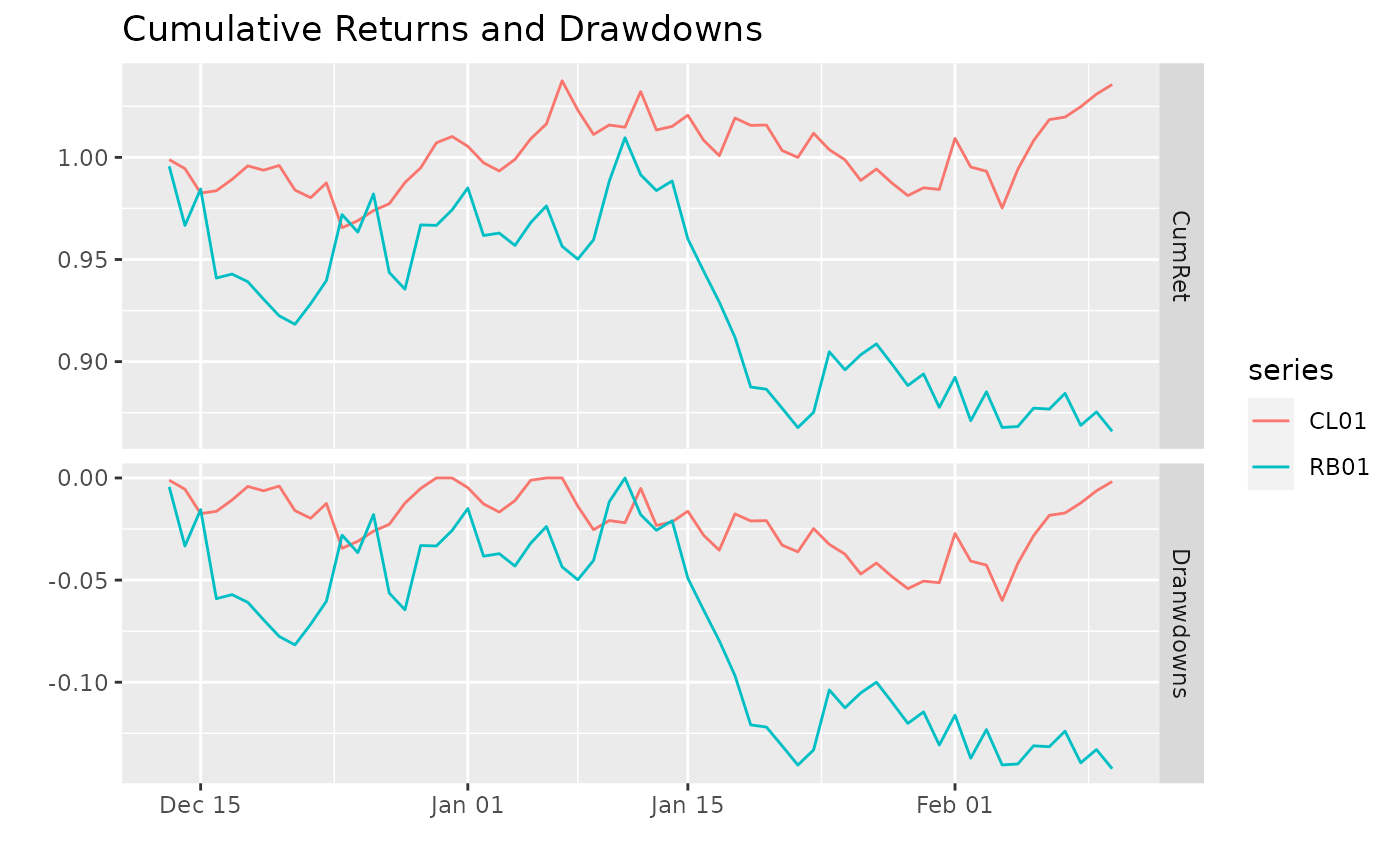 Cumulative Returns and Drawdowns
1.00
0.95
0.90
CumRet
0.00
-0.05
-0.10
Dranwdowns
Dec 15
Jan 01
Jan 15
Feb 01
series
CL01
RB01